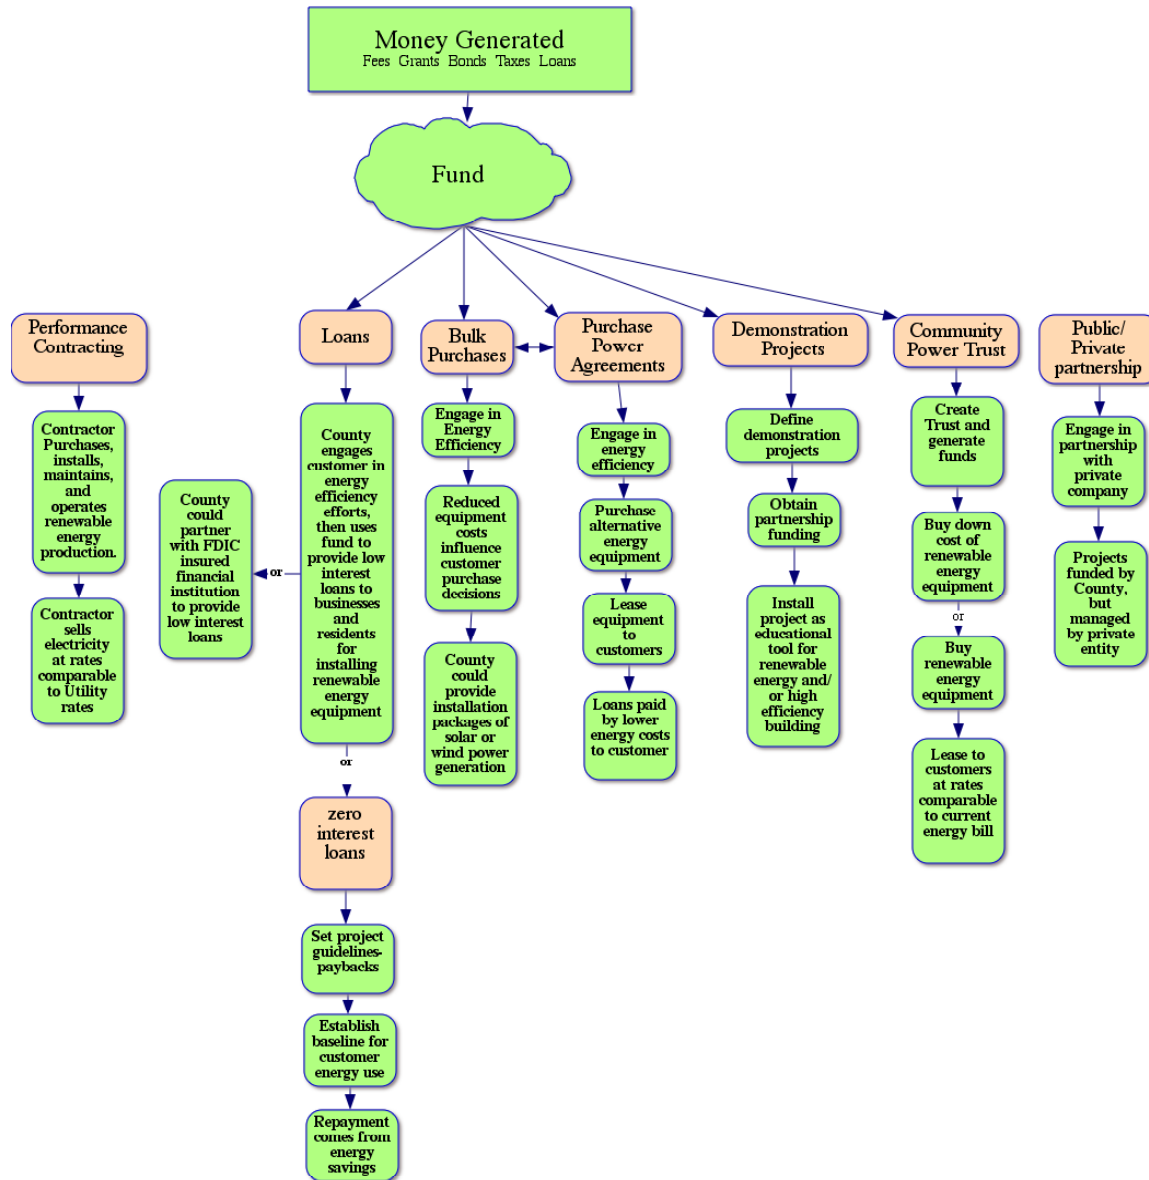 Money Generated
Fees Grants Bonds Taxes Loans
Fund
Performance
Contracting
Contractor
Purchases,
installs,
maintains,
and
operates
renewable
energy
production.
Contractor
sells
electricity
at rates
comparable
to Utility
rates
Loans
County
engages
customer in
energy
efficiency
efforts,
then uses
fund to
provide low
interest
loans to
businesses
and
residents
for
installing
renewable
energy
equipment
or
County
could
partner
with FDIC
insured
financial
institution
to provide
low interest
loans
or
zero
interest
loans
Set project
guidelines-
paybacks
Establish
baseline for
customer
energy use
Repayment
comes from
energy
savings
Bulk
Purchases
Engage in
Energy
Efficiency
Reduced
equipment
costs
influence
customer
purchase
decisions
County
could
provide
installation
packages of
solar or
wind power
generation
Purchase
Power
Agreements
Engage in
energy
efficiency
Purchase
alternative
energy
equipment
Lease
equipment
to
customers
Loans paid
by lower
energy costs
to customer
Demonstration
Projects
Define
demonstration
projects
Obtain
partnership
funding
Install
project as
educational
tool for
renewable
energy and/
or high
efficiency
building
Community
Power Trust
Create
Trust and
generate
funds
Buy down
cost of
renewable
energy
equipment
or
Buy
renewable
energy
equipment
Lease to
customers
at rates
comparable
to current
energy bill
Public/
Private
partnership
Engage in
partnership
with
private
company
Projects
funded by
County,
but
managed
by private
entity